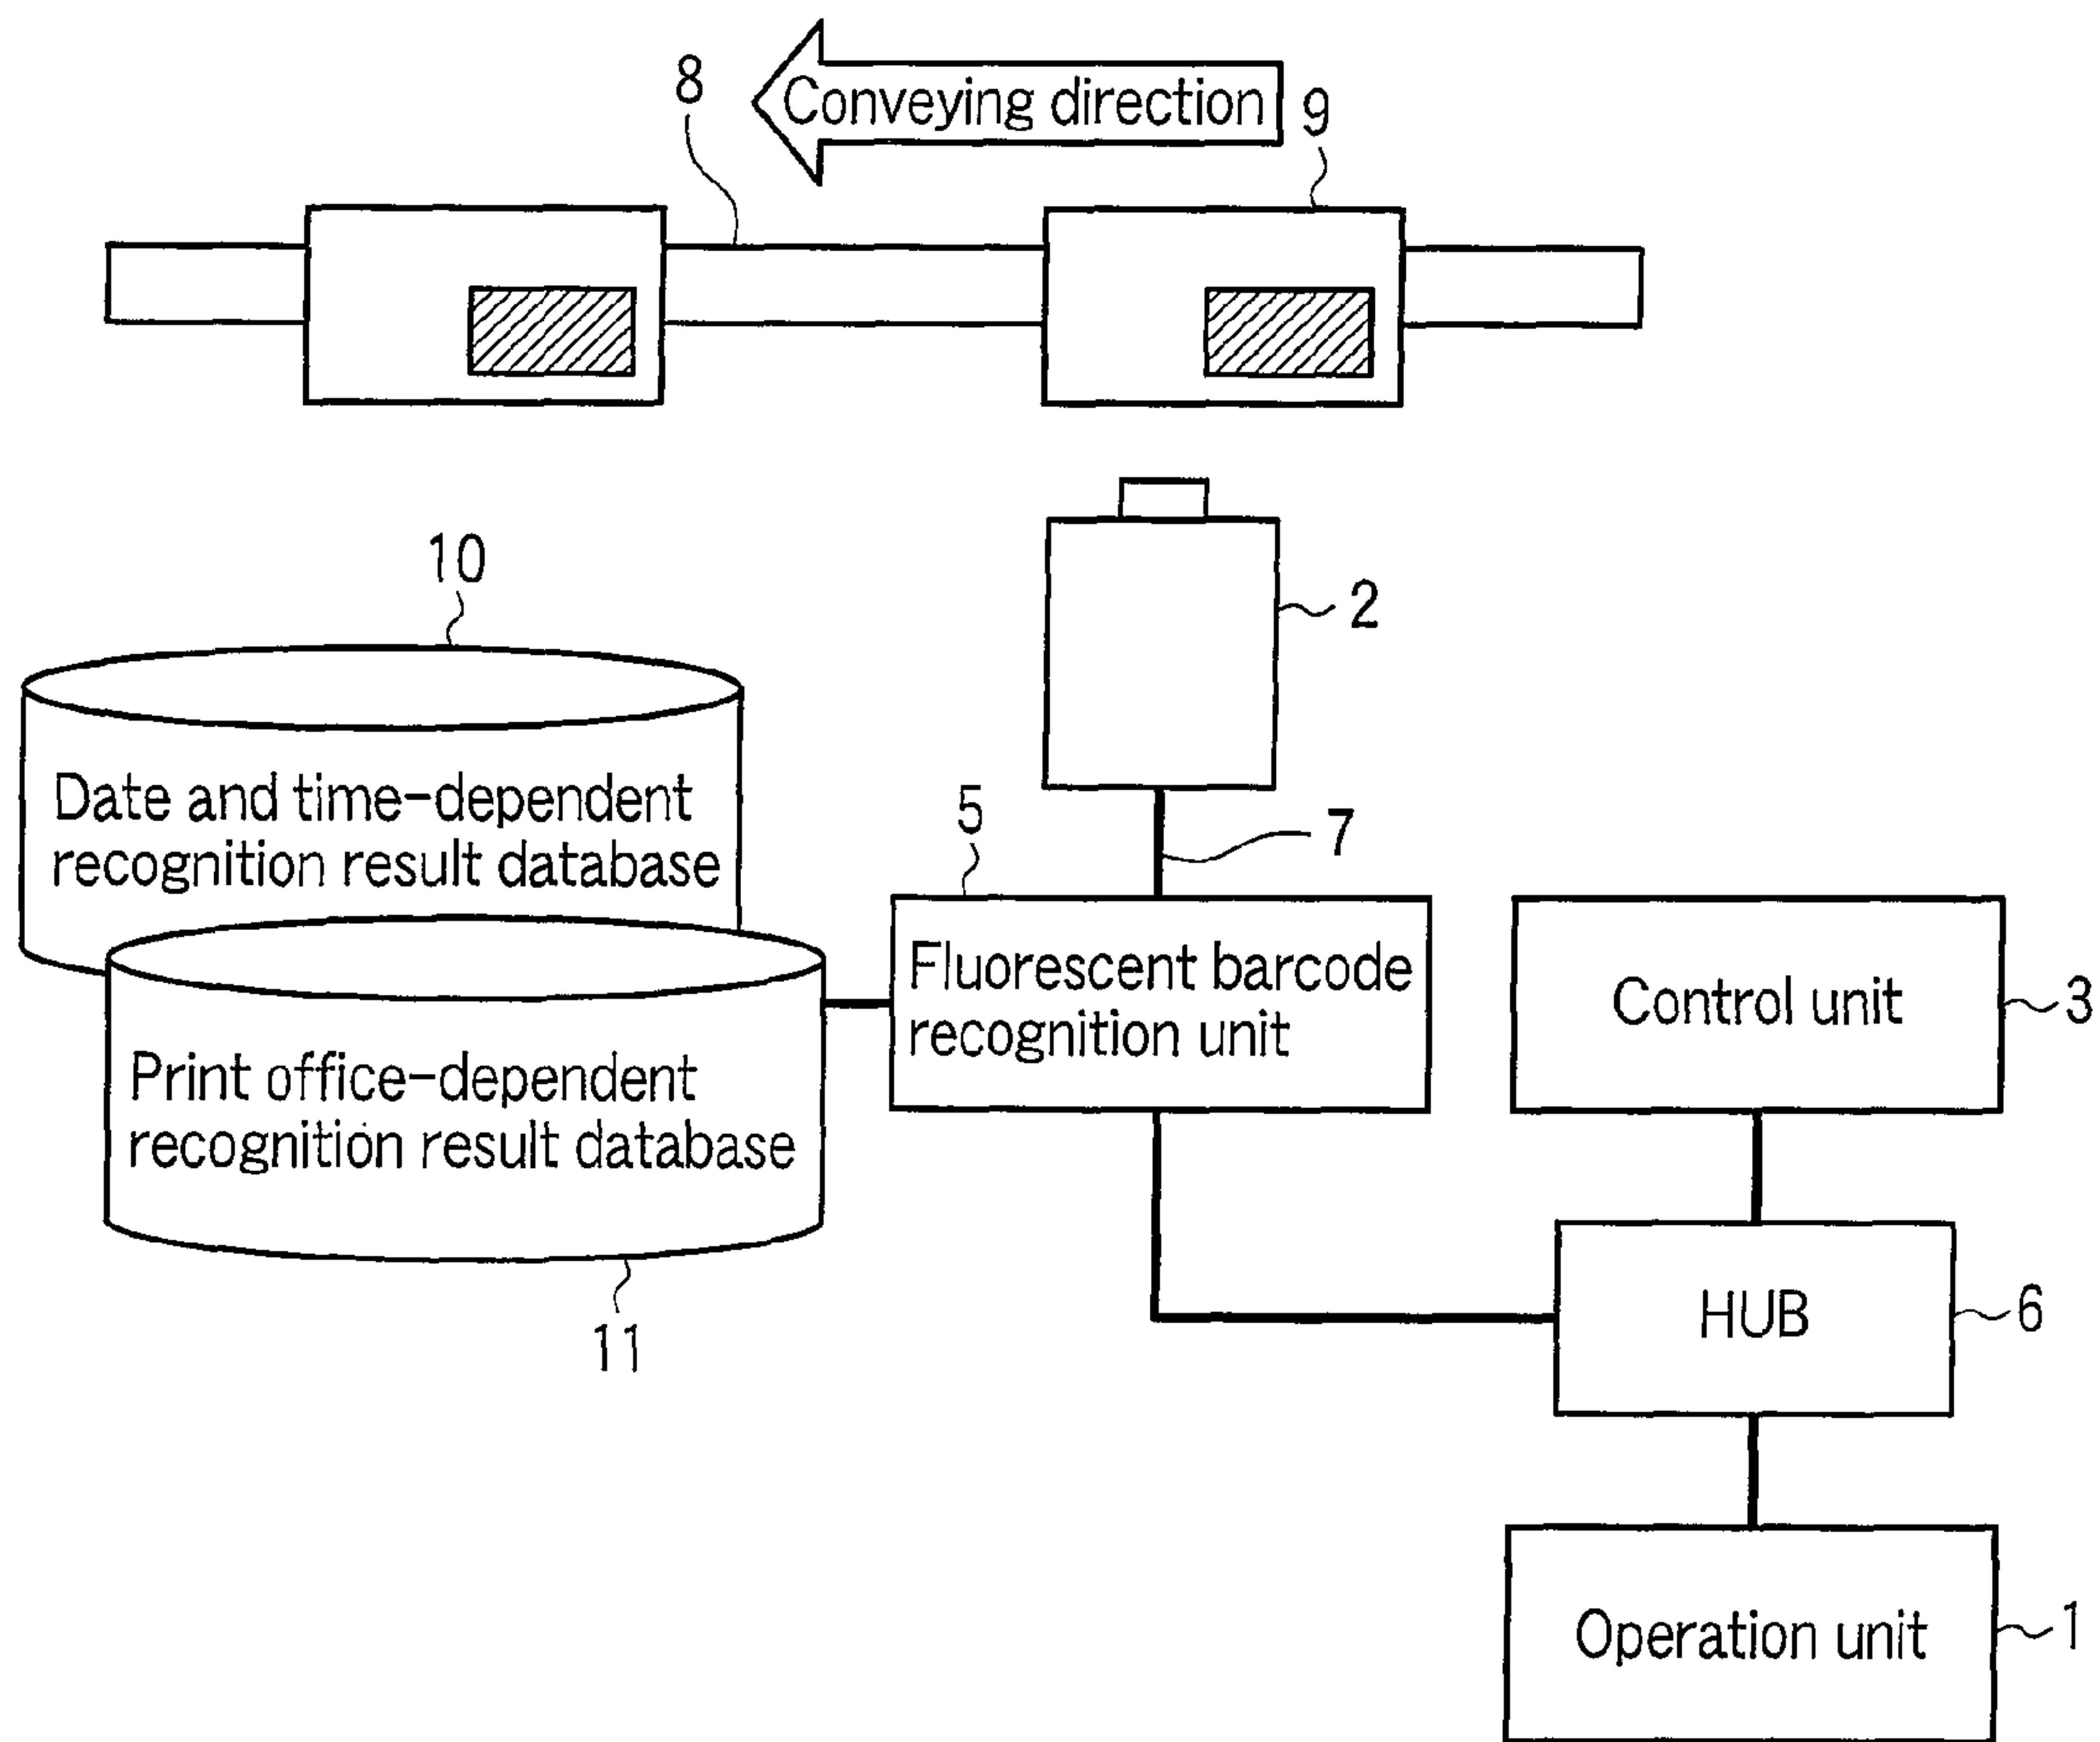 8
Conveying direction
9
10
2
Date and time-dependent
recognition result database
5
7
Fluorescent barcode
recognition unit
Control unit
3
Print office-dependent
recognition result database
HUB
6
11
Operation unit
1